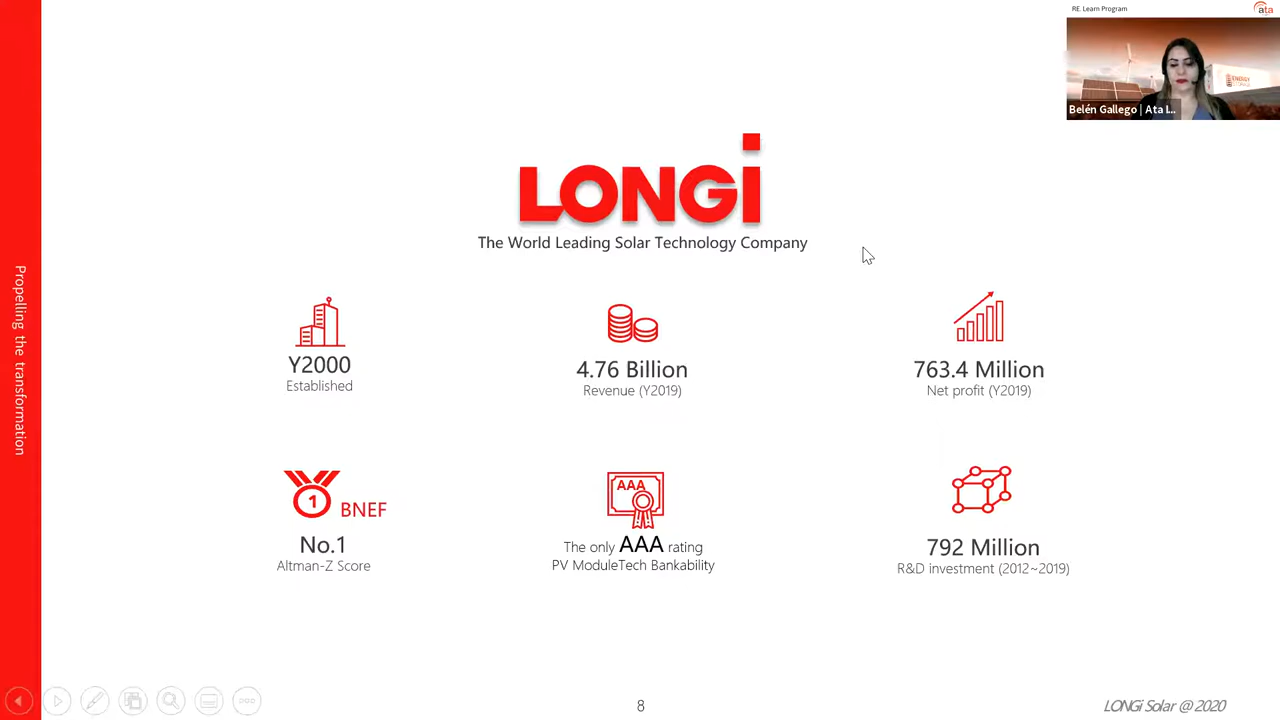 RE. Learn Program
ata
Belén Gallego | Ata I...
LONGi
The World Leading Solar Technology Company
Propelling the transformation
Y2000
Established
4.76 Billion
Revenue (Y2019)
763.4 Million
Net profit (Y2019)
1 BNEF
No.1
Altman-Z Score
AAA
The only AAA rating
PV ModuleTech Bankability
792 Million
R&D investment (2012~2019)
8
LONGi Solar @ 2020